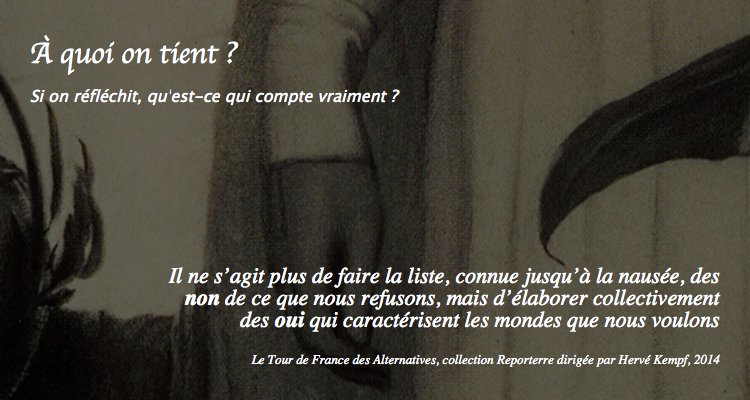 À quoi on tient ?
Si on réfléchit, qu'est-ce qui compte vraiment ?
Il ne s’agit plus de faire la liste, connue jusqu’à la nausée, des
non de ce que nous refusons, mais d’élaborer collectivement
des oui qui caractérisent les mondes que nous voulons
Le Tour de France des Alternatives, collection Reporterre dirigée par Hervé Kempf, 2014